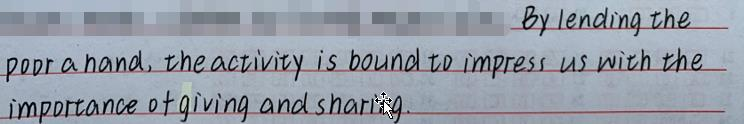 By lending the
poor a hand, the activity is bound to impress us with the
importance of giving and sharing.